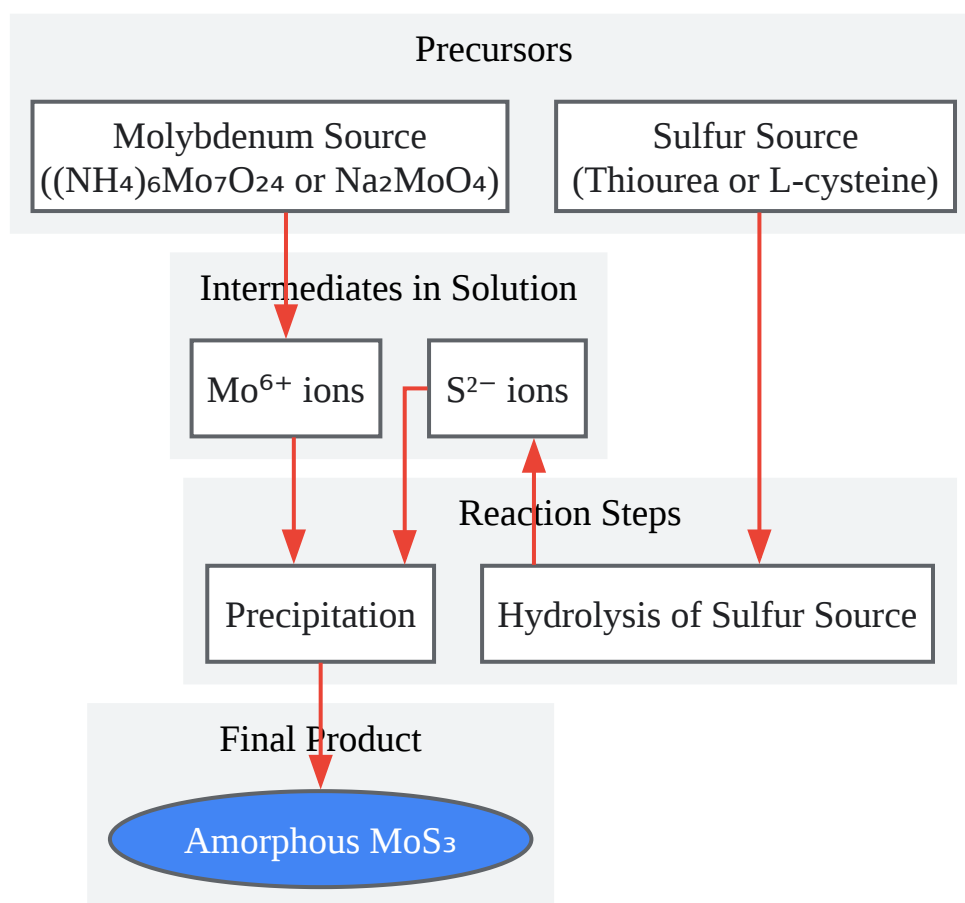 Precursors
Molybdenum Source
((NH₄)₆Mo₇O₂₄ or Na₂MoO₄)
Sulfur Source
(Thiourea or L-cysteine)
Intermediates in Solution
Mo⁶⁺ ions
S²⁻ ions
Reaction Steps
Precipitation
Hydrolysis of Sulfur Source
Final Product
Amorphous MoS₃